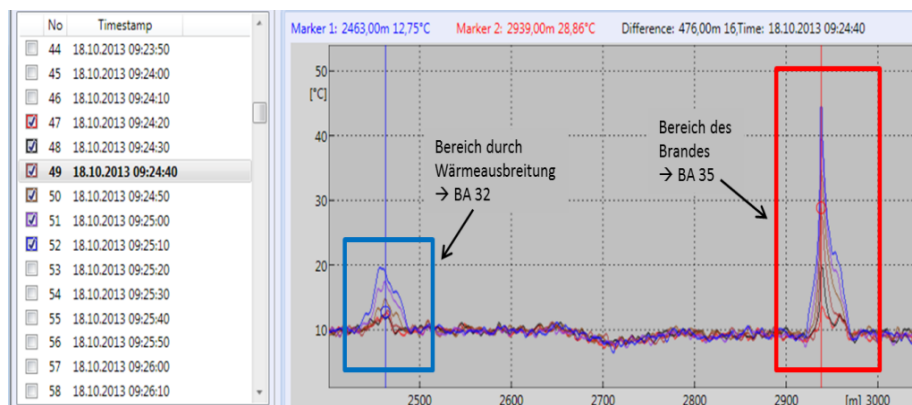 No Timestamp
44 18.10.2013 09:23:50
45 18.10.2013 09:24:00
46 18.10.2013 09:24:10
47 18.10.2013 09:24:20
48 18.10.2013 09:24:30
49 18.10.2013 09:24:40
50 18.10.2013 09:24:50
51 18.10.2013 09:25:00
52 18.10.2013 09:25:10
53 18.10.2013 09:25:20
54 18.10.2013 09:25:30
55 18.10.2013 09:25:40
56 18.10.2013 09:25:50
57 18.10.2013 09:26:00
58 18.10.2013 09:26:10
Marker 1: 2463,00m 12,75°C Marker 2: 2939,00m 28,86°C Difference: 476,00m 16,Time: 18.10.2013 09:24:40
50
[°C]
40
30
20
10
Bereich durch
Wärmeausbreitung
→ BA 32
Bereich des
Brandes
→ BA 35
2500 2600 2700 2800 2900 [m] 3000